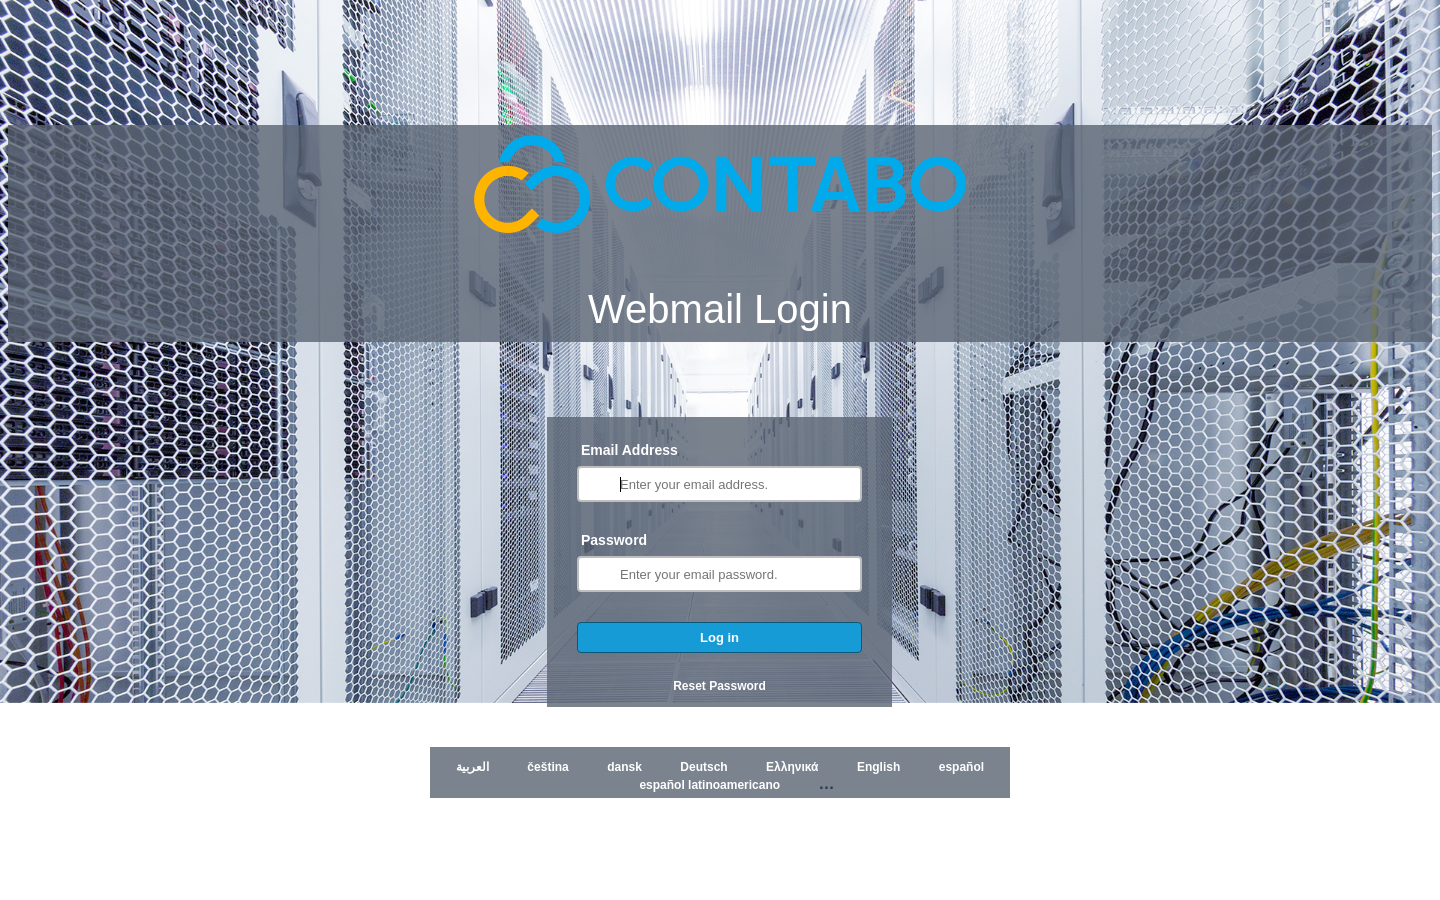 CONTABO
Webmail Login
Email Address
Enter your email address.
Password
Enter your email password.
Log in
Reset Password
العربية čeština dansk Deutsch Ελληνικά English español
español latinoamericano ...